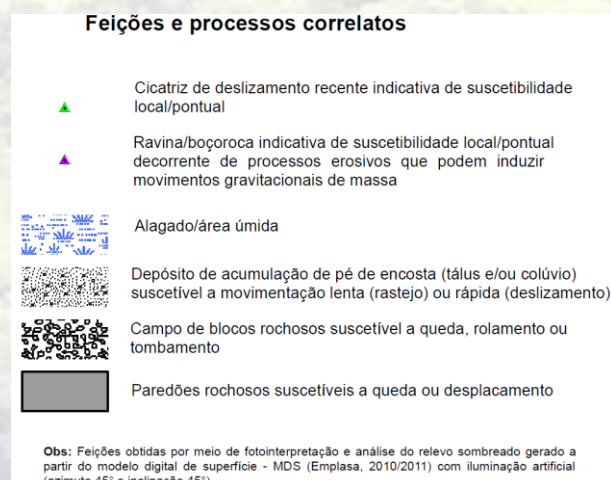 Feições e processos correlatos
Cicatriz de deslizamento recente indicativa de suscetibilidade
local/pontual
Ravina/boçoroca indicativa de suscetibilidade local/pontual
decorrente de processos erosivos que podem induzir
movimentos gravitacionais de massa
Alagado/área úmida
Depósito de acumulação de pé de encosta (tálus e/ou colúvio)
suscetível a movimentação lenta (rastejo) ou rápida (deslizamento)
Campo de blocos rochosos suscetível a queda, rolamento ou
tombamento
Paredões rochosos suscetíveis a queda ou desplacamento
Obs: Feições obtidas por meio de fotointerpretação e análise do relevo sombreado gerado a
partir do modelo digital de superfície - MDS (Emplasa, 2010/2011) com iluminação artificial
(azimute 45° e inclinação 45°)